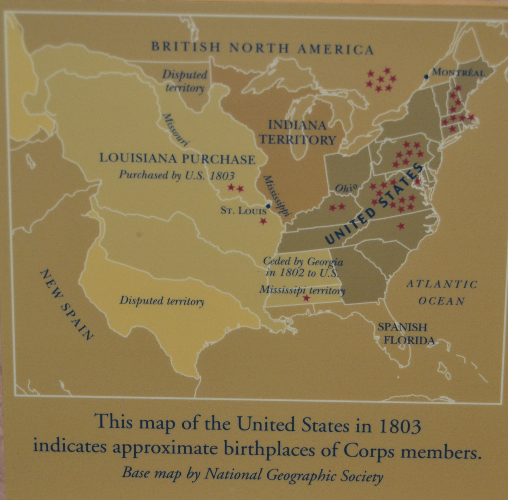 BRITISH NORTH AMERICA
Disputed
territory
MONTRÉAL
Missouri
INDIANA
TERRITORY
LOUISIANA PURCHASE
Purchased by U.S. 1803
Mississippi
Ohio
UNITED STATES
ST. LOUIS
Ceded by Georgia
in 1802 to U.S.
Mississipi territory
NEW SPAIN
Disputed territory
ATLANTIC
OCEAN
SPANISH
FLORIDA
This map of the United States in 1803
indicates approximate birthplaces of Corps members.
Base map by National Geographic Society